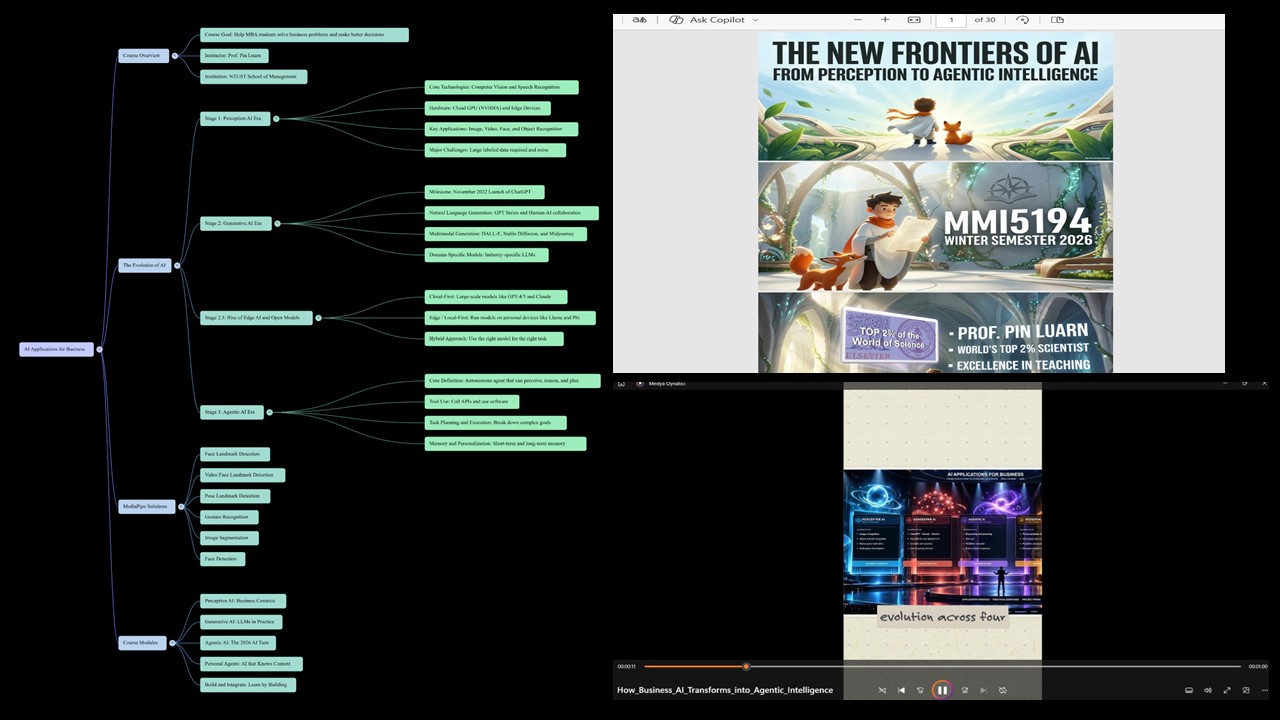 AI Applications for Business
Course Overview
Course Goal: Help MBA students solve business problems and make better decisions
Instructor: Prof. Pin Luarn
Institution: NTUST School of Management
The Evolution of AI
Stage 1: Perception AI Era
Core Technologies: Computer Vision and Speech Recognition
Hardware: Cloud GPU (NVIDIA) and Edge Devices
Key Applications: Image, Video, Face, and Object Recognition
Major Challenges: Large labeled data required and noise
Stage 2: Generative AI Era
Milestone: November 2022 Launch of ChatGPT
Natural Language Generation: GPT Series and Human-AI collaboration
Multimodal Generation: DALL-E, Stable Diffusion, and Midjourney
Domain-Specific Models: Industry-specific LLMs
Stage 2.5: Rise of Edge AI and Open Models
Cloud-First: Large-scale models like GPT-4/5 and Claude
Edge / Local-First: Run models on personal devices like Llama and Phi
Hybrid Approach: Use the right model for the right task
Stage 3: Agentic AI Era
Core Definition: Autonomous agent that can perceive, reason, and plan
Tool Use: Call APIs and use software
Task Planning and Execution: Break down complex goals
Memory and Personalization: Short-term and long-term memory
MediaPipe Solutions
Face Landmark Detection
Video Face Landmark Detection
Pose Landmark Detection
Gesture Recognition
Image Segmentation
Face Detection
Course Modules
Perceptive AI: Business Contexts
Generative AI: LLMs in Practice
Agentic AI: The 2026 AI Turn
Personal Agents: AI that Knows Context
Build and Integrate: Learn by Building
Ask Copilot
1 of 30
THE NEW FRONTIERS OF AI
FROM PERCEPTION TO AGENTIC INTELLIGENCE
MMI5194
WINTER SEMESTER 2026
TOP 2% of the
World of Science
ELSEVIER
- PROF. PIN LUARN
- WORLD'S TOP 2% SCIENTIST
- EXCELLENCE IN TEACHING
Medya Oynatıcı
AI APPLICATIONS FOR BUSINESS
PERCEPTIVE AI
GENERATIVE AI
AGENTIC AI
evolution across four
00:00:11
00:01:00
How_Business_AI_Transforms_into_Agentic_Intelligence